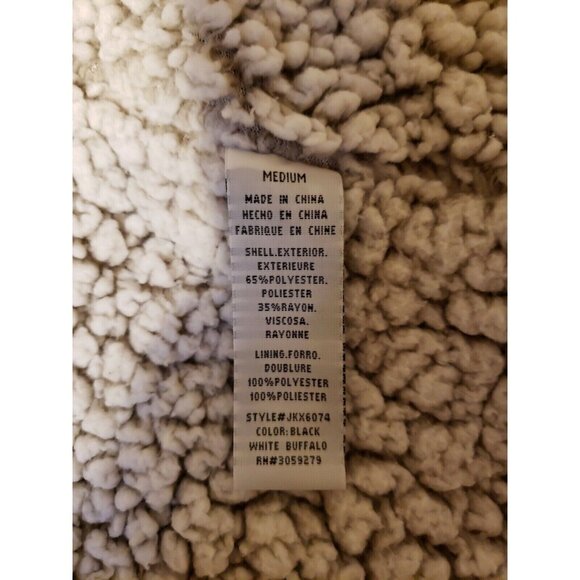 MEDIUM
MADE IN CHINA
HECHO EN CHINA
FABRIQUE EN CHINE
SHELL.EXTERIOR.
EXTERIEURE
65%POLYESTER.
POLIESTER
35%RAYON.
VISCOSA.
RAYONNE
LINING.FORRO.
DOUBLURE
100%POLYESTER
100%POLIESTER
STYLE#JKX6074
COLOR:BLACK
WHITE BUFFALO
RN#3059279